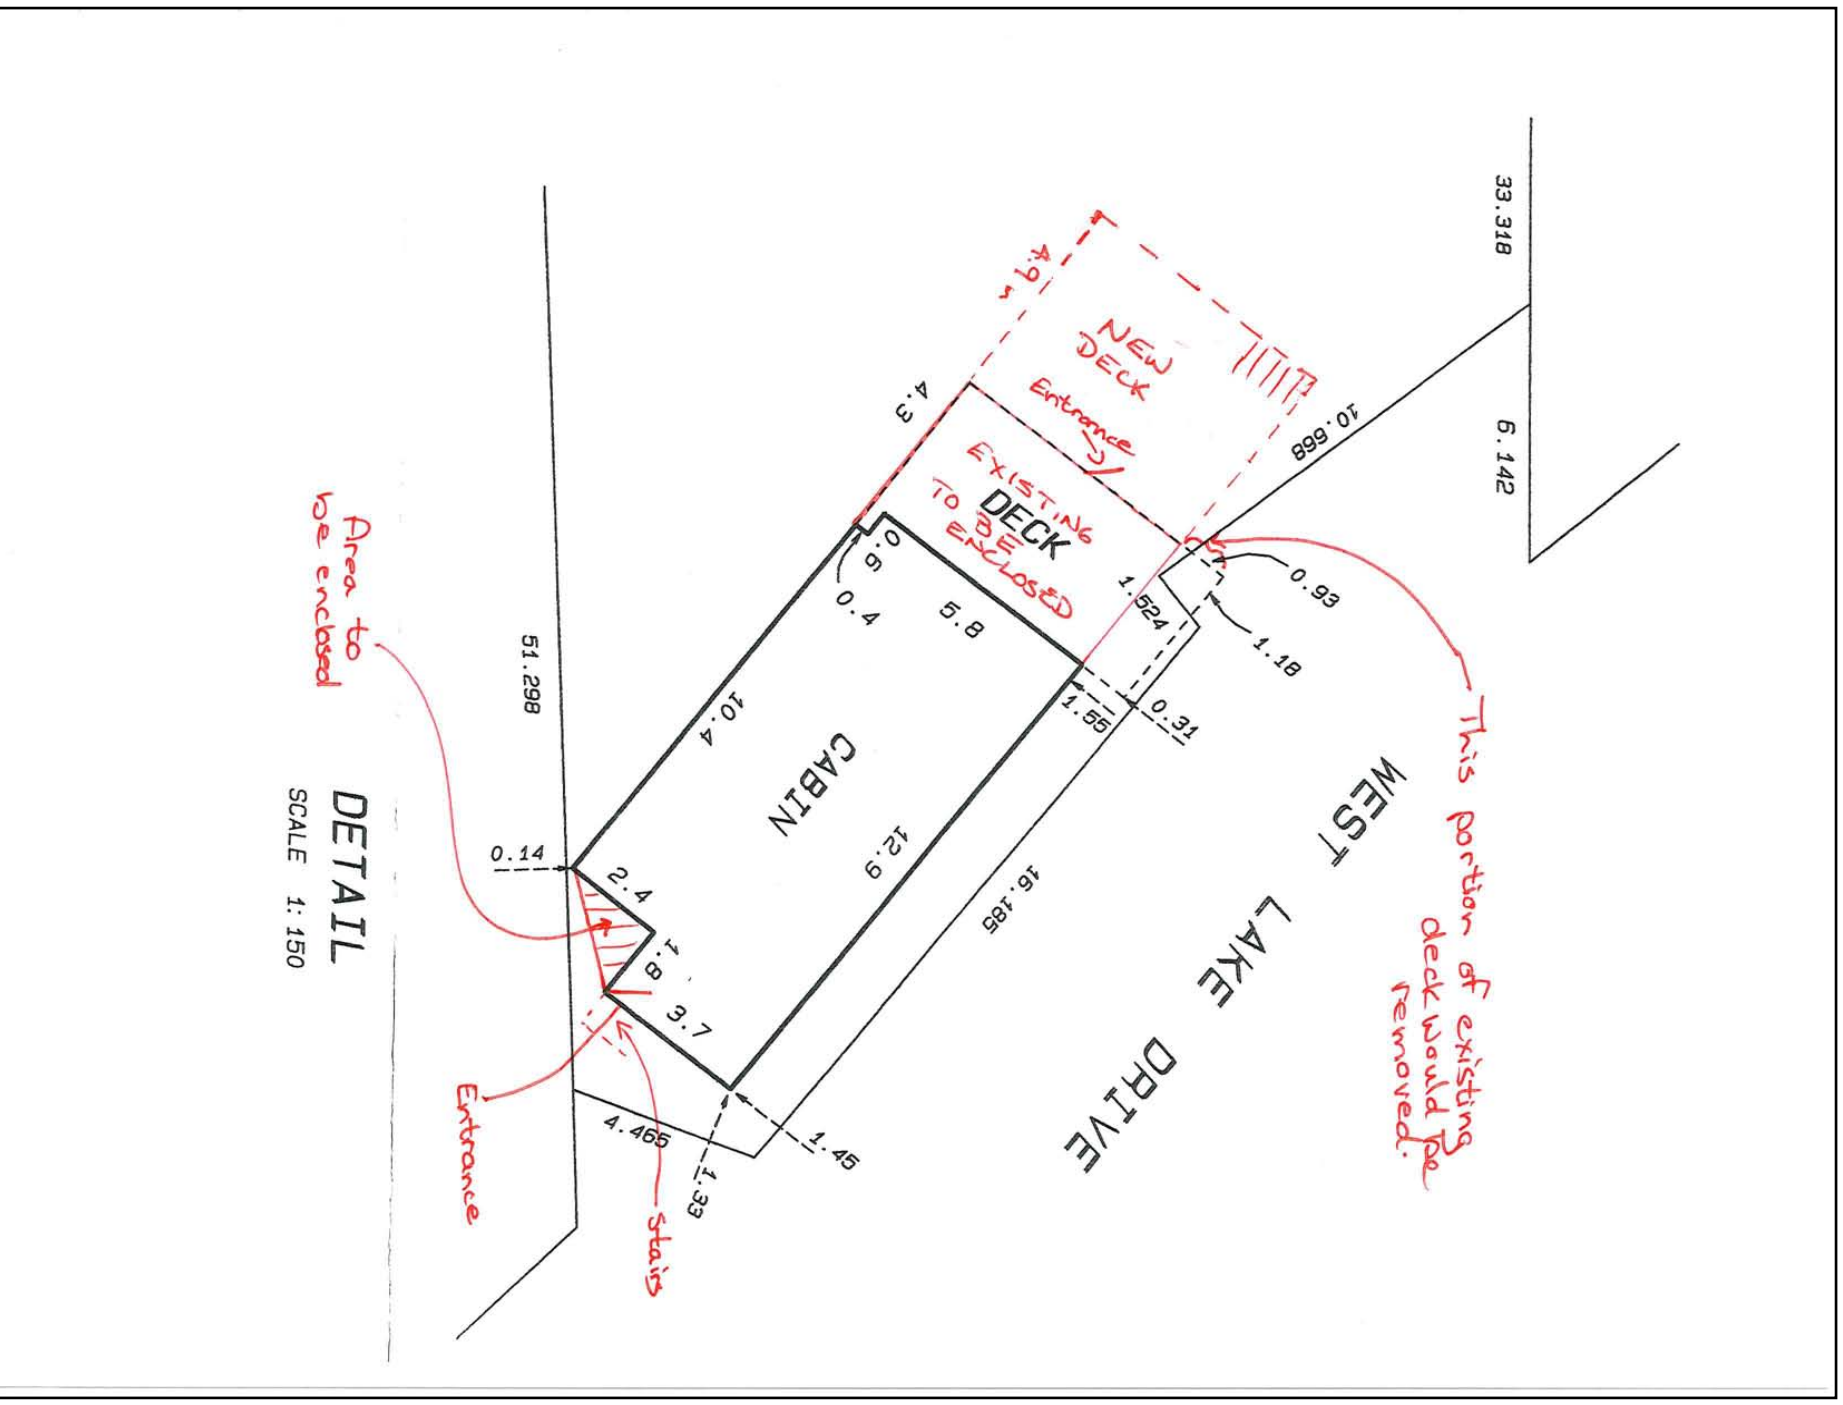 33.318
6.142
10.668
4.9 m
NEW
DECK
Entrance
4.3
EXISTING
DECK
TO BE
ENCLOSED
0.6
0.4
5.8
1.524
0.93
1.18
0.31
1.55
This portion of existing
deck would be
removed.
Area to
be enclosed
51.298
10.4
CABIN
12.9
16.185
WEST
LAKE
DRIVE
DETAIL
SCALE 1:150
0.14
2.4
1.8
3.7
4.465
1.33
1.45
Entrance
Stairs